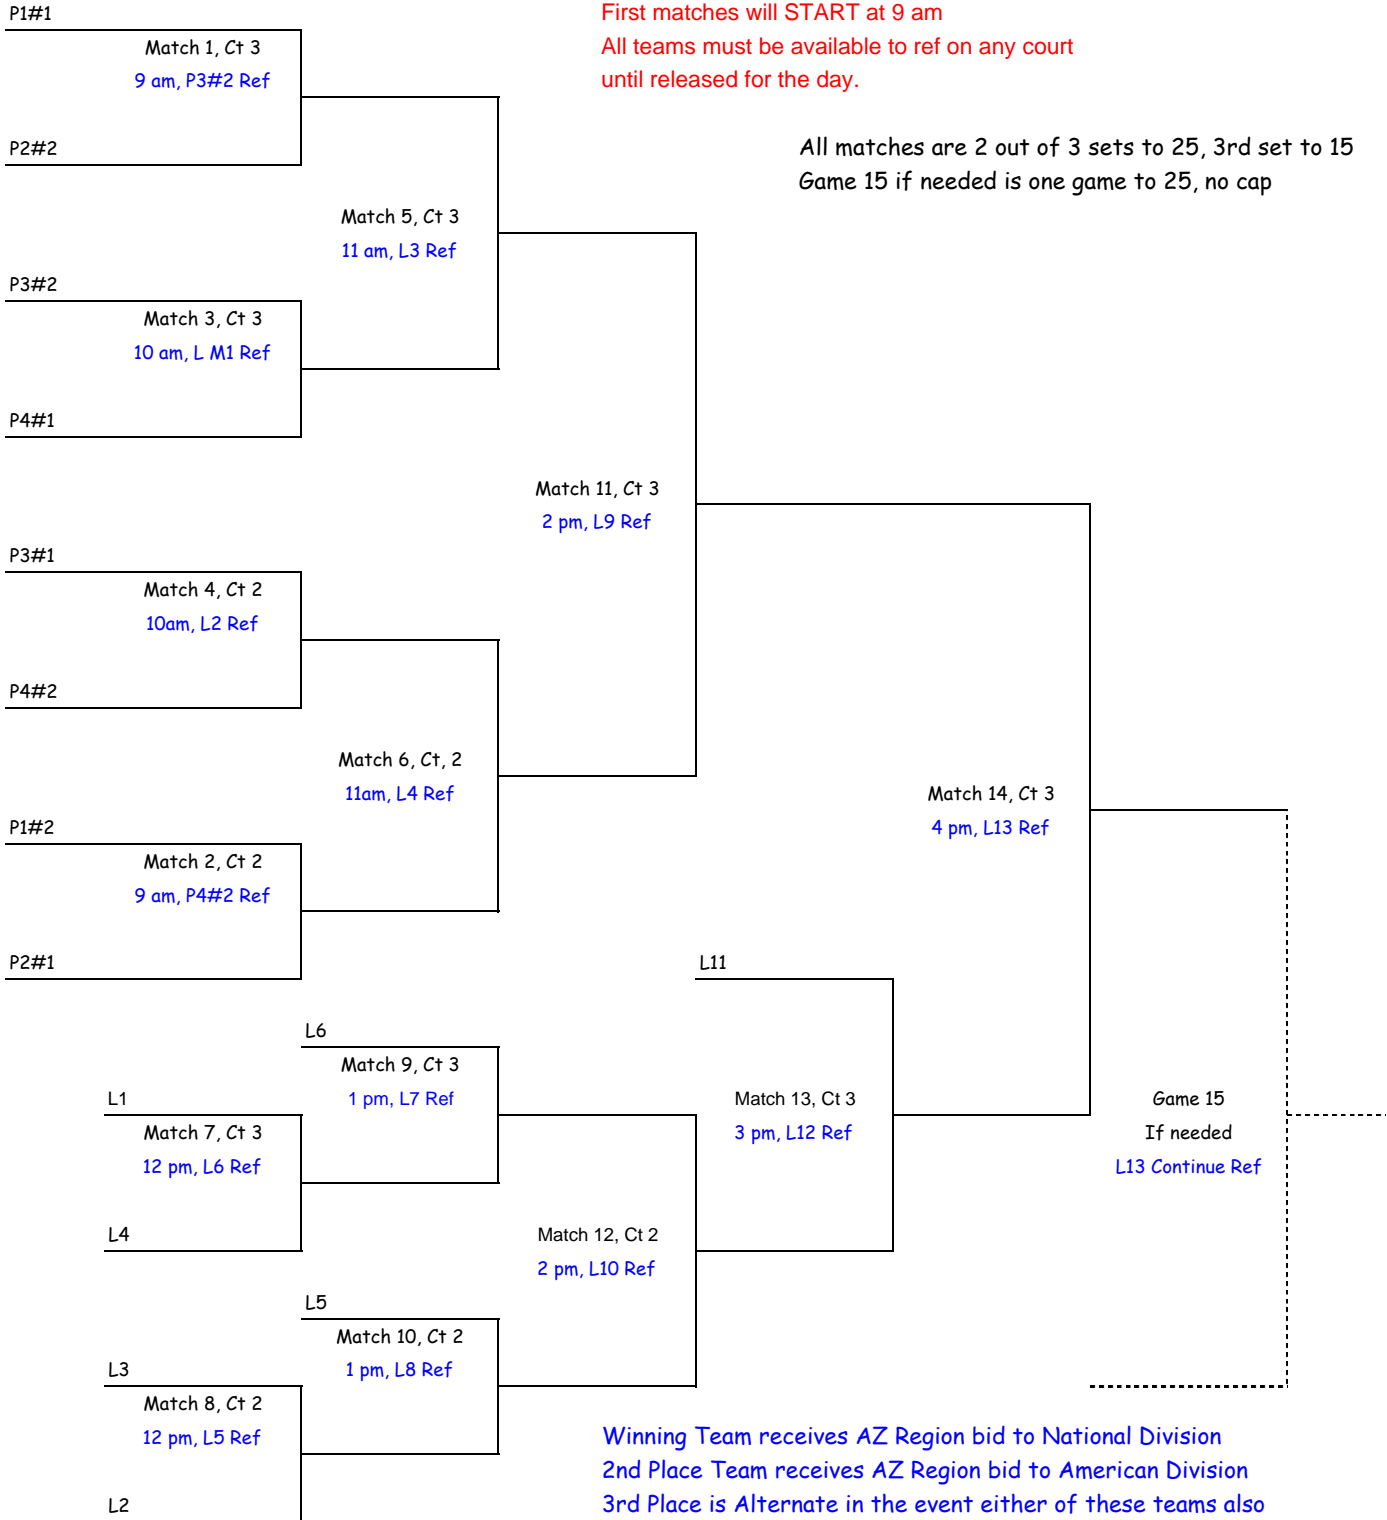 P1#1
First matches will START at 9 am
Match 1, Ct 3
All teams must be available to ref on any court
9 am, P3#2 Ref
until released for the day.
P2#2
All matches are 2 out of 3 sets to 25, 3rd set to 15
Game 15 if needed is one game to 25, no cap
Match 5, Ct 3
11 am, L3 Ref
P3#2
Match 3, Ct 3
10 am, L M1 Ref
P4#1
Match 11, Ct 3
2 pm, L9 Ref
P3#1
Match 4, Ct 2
10am, L2 Ref
P4#2
Match 6, Ct, 2
11am, L4 Ref
Match 14, Ct 3
4 pm, L13 Ref
P1#2
Match 2, Ct 2
9 am, P4#2 Ref
P2#1
L11
L6
Match 9, Ct 3
1 pm, L7 Ref
L1
Match 13, Ct 3
3 pm, L12 Ref
Game 15
If needed
L13 Continue Ref
Match 7, Ct 3
12 pm, L6 Ref
L4
Match 12, Ct 2
2 pm, L10 Ref
L5
Match 10, Ct 2
1 pm, L8 Ref
L3
Match 8, Ct 2
12 pm, L5 Ref
L2
Winning Team receives AZ Region bid to National Division
2nd Place Team receives AZ Region bid to American Division
3rd Place is Alternate in the event either of these teams also